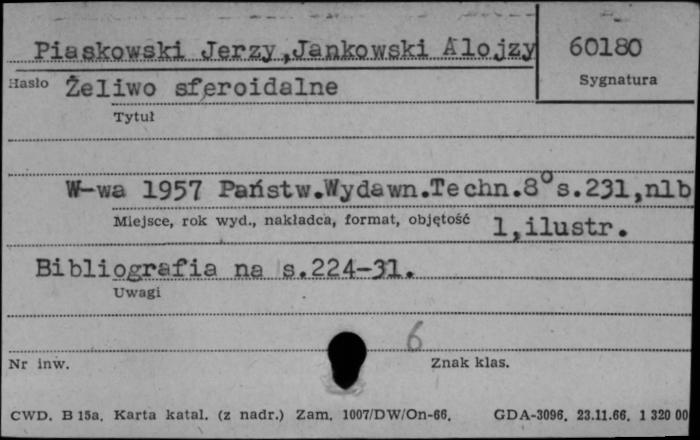 Piaskowski Jerzy, Jankowski Alojzy 60180
Hasło Sygnatura
Żeliwo sferoidalne
Tytuł
W-wa 1957 Państw.Wydawn.Techn.8° s.231,nlb
Miejsce, rok wyd., nakładca, format, objętość 1,ilustr.
Bibliografia na s.224-31.
Uwagi
6
Nr inw. Znak klas.
CWD. B 15a. Karta katal. (z nadr.) Zam. 1007/DW/On-66. GDA-3096. 23.11.66. 1 320 00